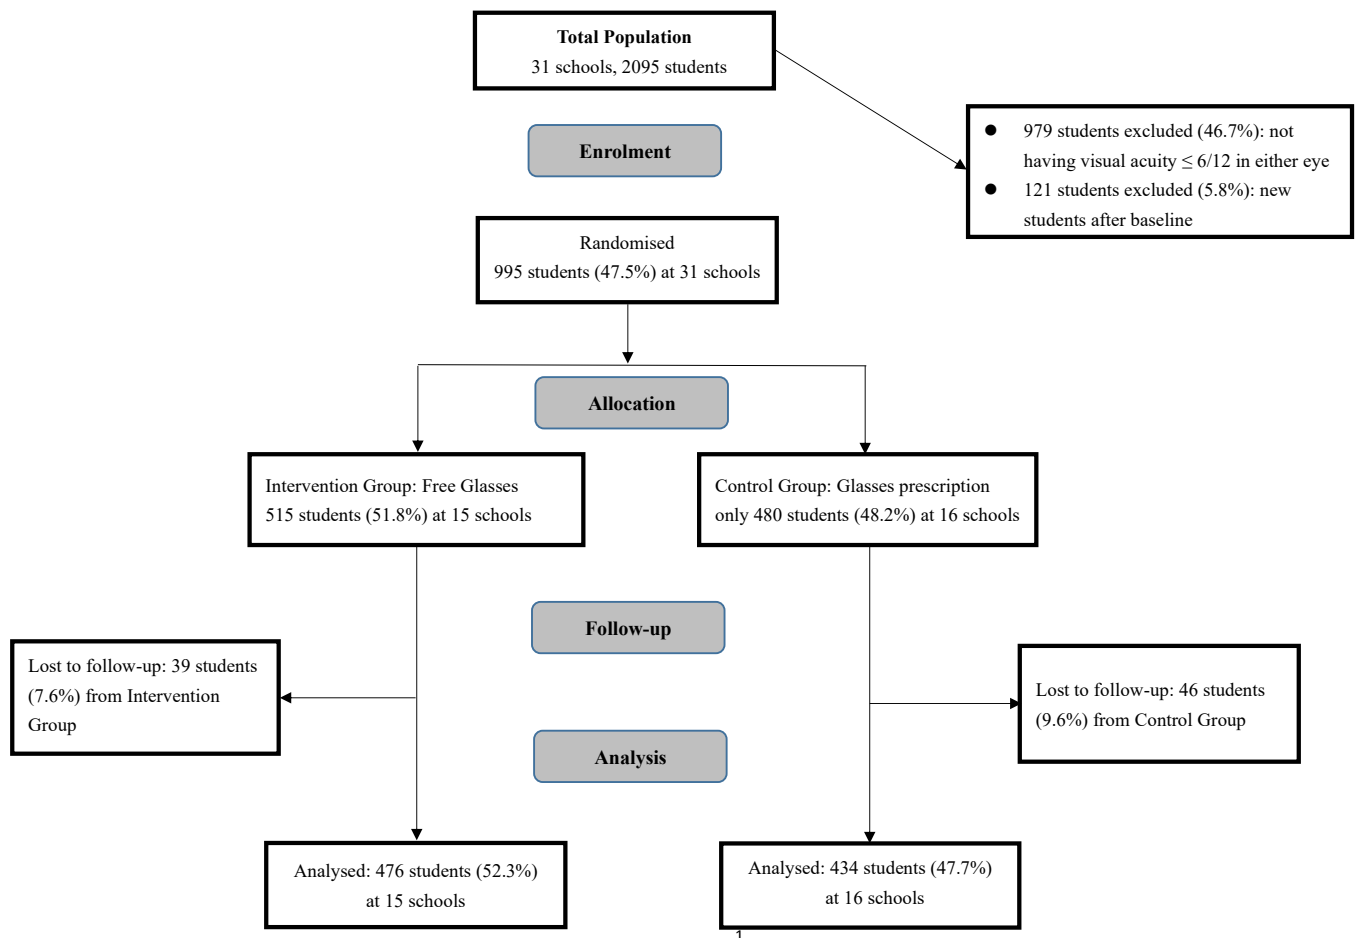 Total Population
31 schools, 2095 students
● 979 students excluded (46.7%): not
having visual acuity ≤ 6/12 in either eye
● 121 students excluded (5.8%): new
students after baseline
Enrolment
Randomised
995 students (47.5%) at 31 schools
Allocation
Intervention Group: Free Glasses
515 students (51.8%) at 15 schools
Control Group: Glasses prescription
only 480 students (48.2%) at 16 schools
Follow-up
Lost to follow-up: 39 students
(7.6%) from Intervention
Group
Lost to follow-up: 46 students
(9.6%) from Control Group
Analysis
Analysed: 476 students (52.3%)
at 15 schools
Analysed: 434 students (47.7%)
at 16 schools
1